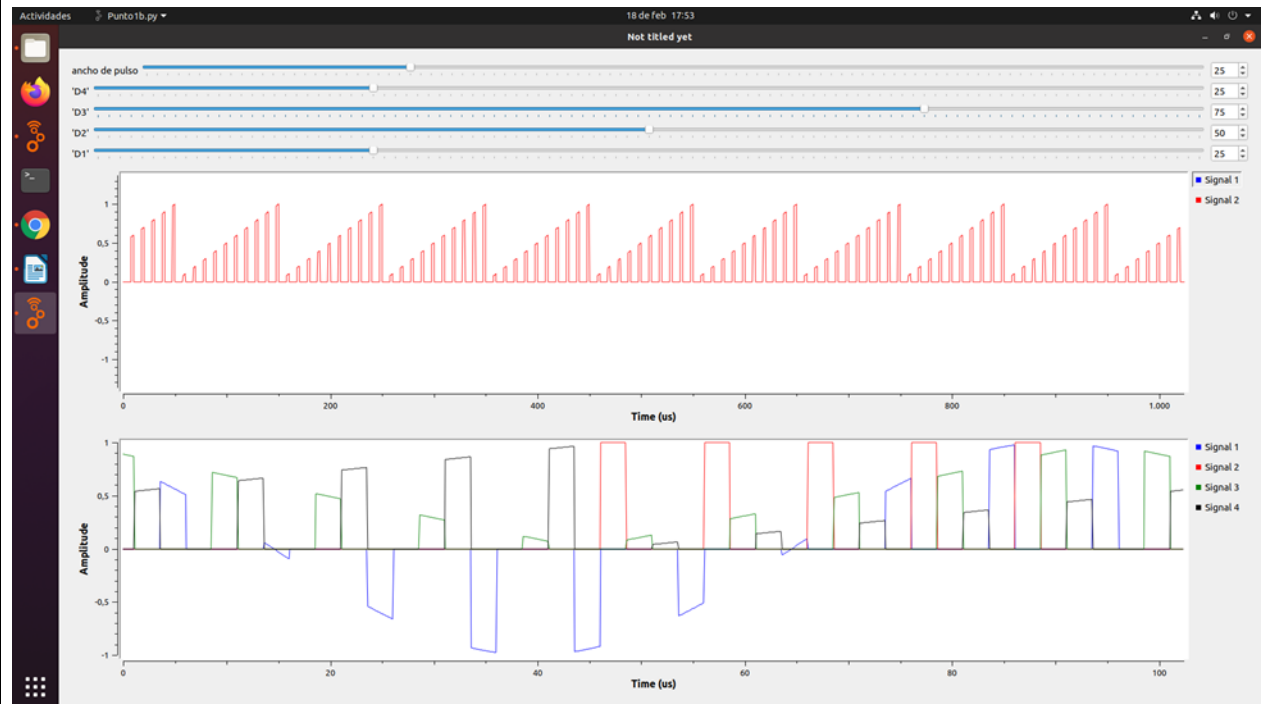 Actividades Punto1b.py 18 de feb 17:53
Not titled yet
ancho de pulso 25
'D4' 25
'D3' 75
'D2' 50
'D1' 25
Signal 1
Signal 2
1
0,5
0
-0,5
-1
Amplitude
0 200 400 600 800 1.000
Time (us)
Signal 1
Signal 2
Signal 3
Signal 4
1
0,5
0
-0,5
-1
Amplitude
0 20 40 60 80 100
Time (us)